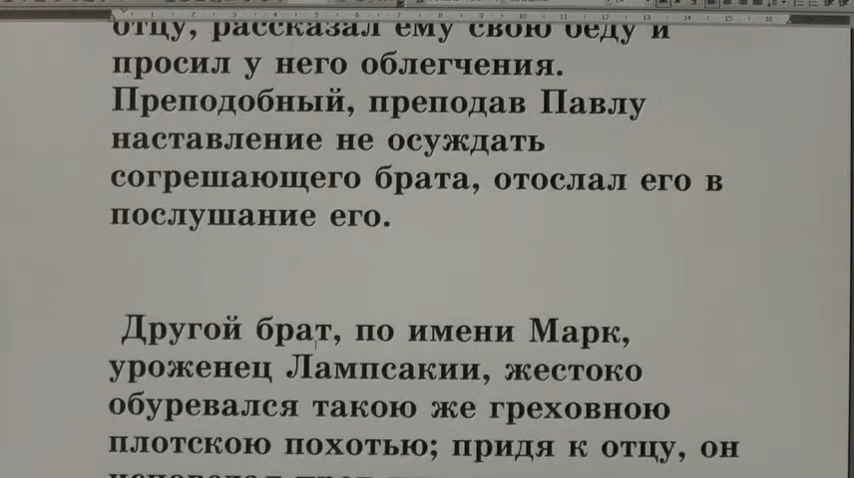 отцу, рассказал ему свою беду и
просил у него облегчения.
Преподобный, преподав Павлу
наставление не осуждать
согрешающего брата, отослал его в
послушание его.
Другой брат, по имени Марк,
уроженец Лампсакии, жестоко
обуревался такою же греховною
плотскою похотью; придя к отцу, он